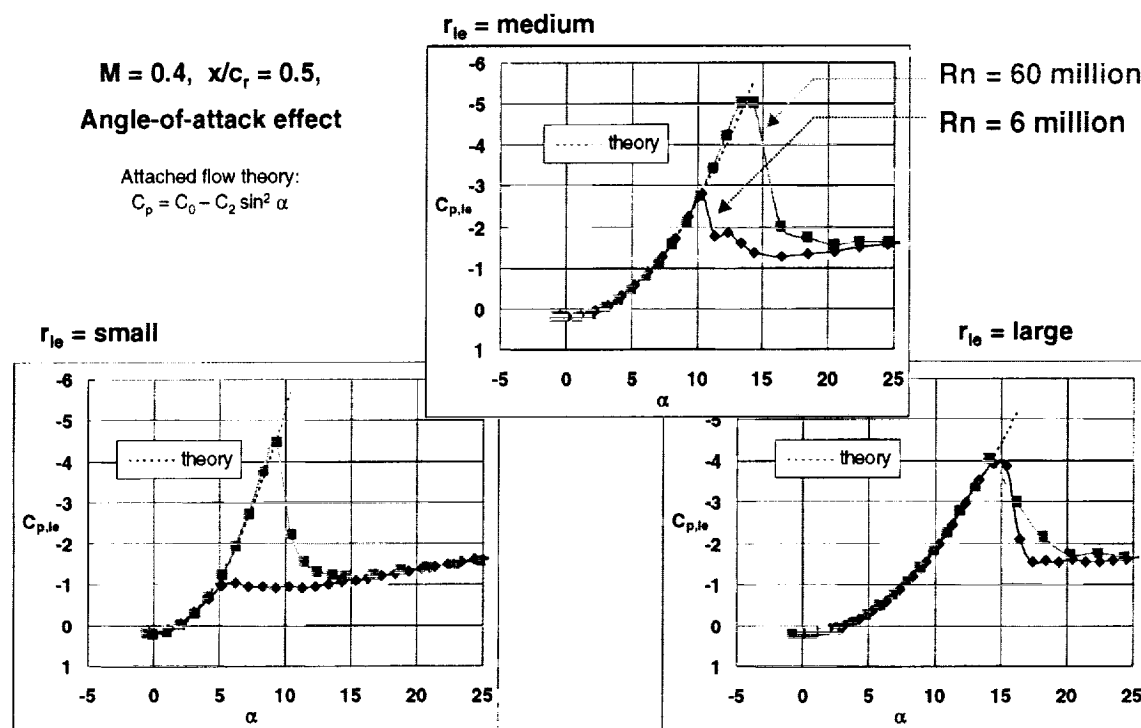 r_le = medium
M = 0.4, x/c_r = 0.5,
Angle-of-attack effect
Attached flow theory:
C_p = C_0 – C_2 sin² α
-6
-5
-4
-3
-2
-1
0
1
C_p,le
theory
-5 0 5 10 15 20 25
α
Rn = 60 million
Rn = 6 million
r_le = small
-6
-5
-4
-3
-2
-1
0
1
C_p,le
theory
-5 0 5 10 15 20 25
α
r_le = large
-5
-4
-3
-2
-1
0
1
C_p,le
theory
-5 0 5 10 15 20 25
α